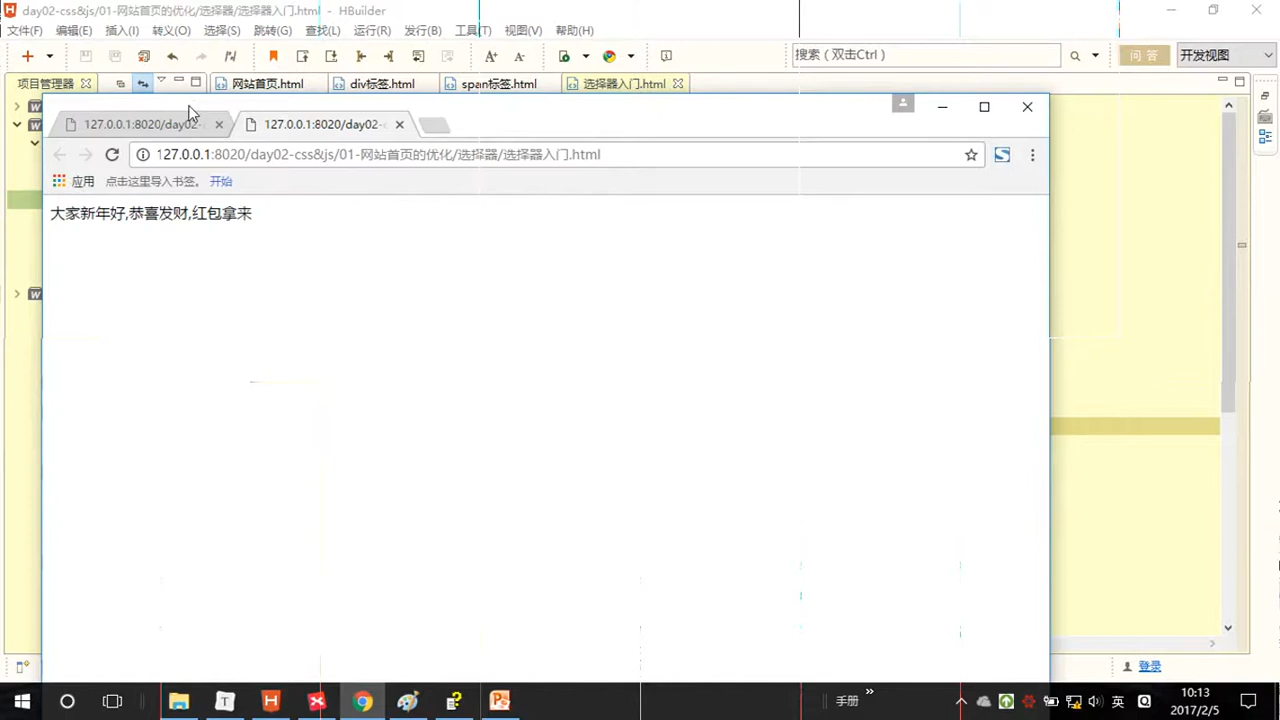 day02-css&js/01-网站首页的优化/选择器/选择器入门.html - HBuilder
文件(F) 编辑(E) 插入(I) 转义(O) 选择(S) 跳转(G) 查找(L) 运行(R) 发行(B) 工具(T) 视图(V) 帮助(H)
搜索（双击Ctrl） 问 答 开发视图
项目管理器 网站首页.html div标签.html span标签.html 选择器入门.html
127.0.0.1:8020/day02- 127.0.0.1:8020/day02-
127.0.0.1:8020/day02-css&js/01-网站首页的优化/选择器/选择器入门.html
应用 点击这里导入书签。 开始
大家新年好,恭喜发财,红包拿来
登录
手册 英 10:13
2017/2/5